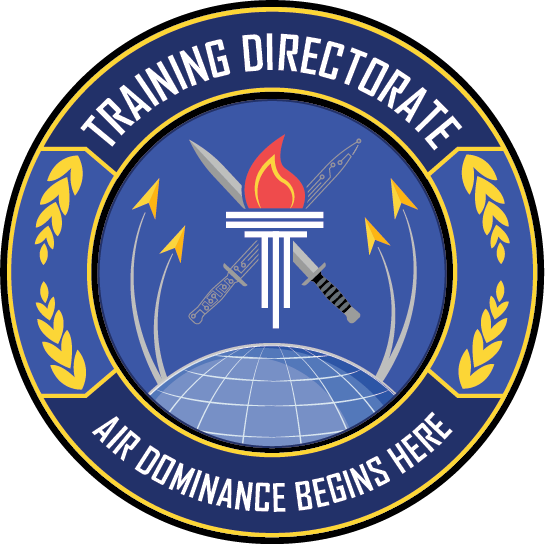 TRAINING DIRECTORATE
AIR DOMINANCE BEGINS HERE